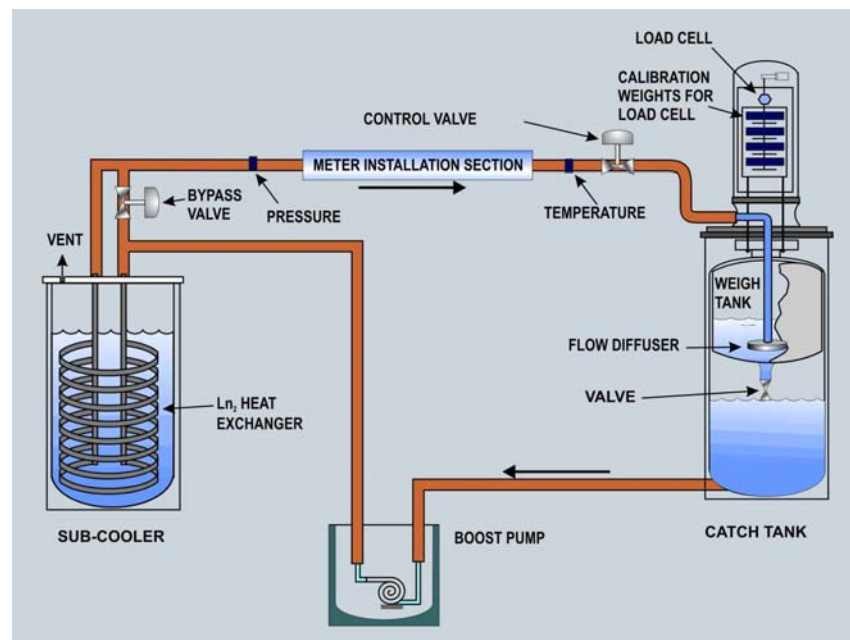 LOAD CELL
CALIBRATION
WEIGHTS FOR
LOAD CELL
CONTROL VALVE
METER INSTALLATION SECTION
BYPASS
VALVE
PRESSURE
TEMPERATURE
VENT
WEIGH
TANK
FLOW DIFFUSER
VALVE
Ln₂ HEAT
EXCHANGER
SUB-COOLER
BOOST PUMP
CATCH TANK